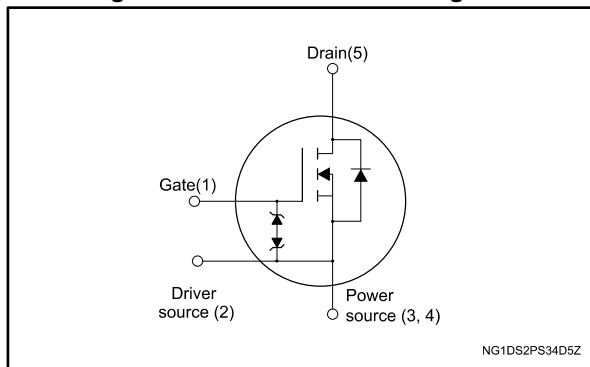 Drain(5)
Gate(1)
Driver
source (2)
Power
source (3, 4)
NG1DS2PS34D5Z